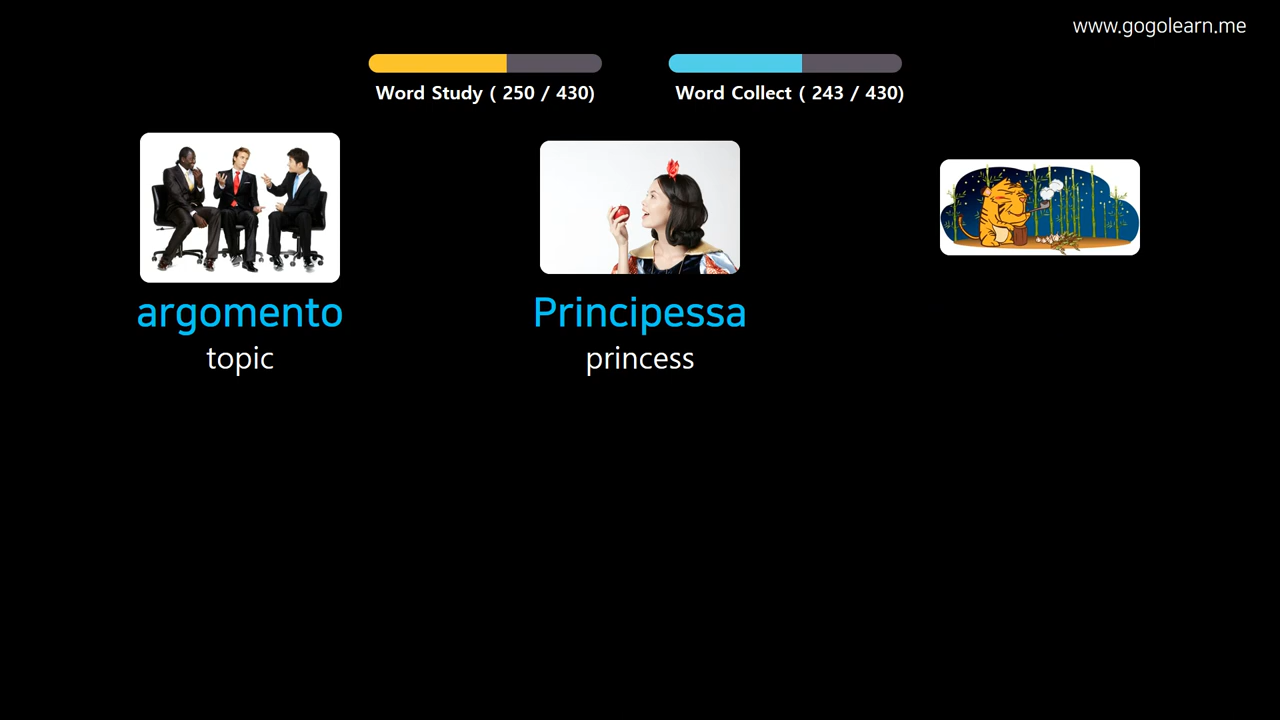 www.gogolearn.me
Word Study ( 250 / 430)
Word Collect ( 243 / 430)
argomento
topic
Principessa
princess